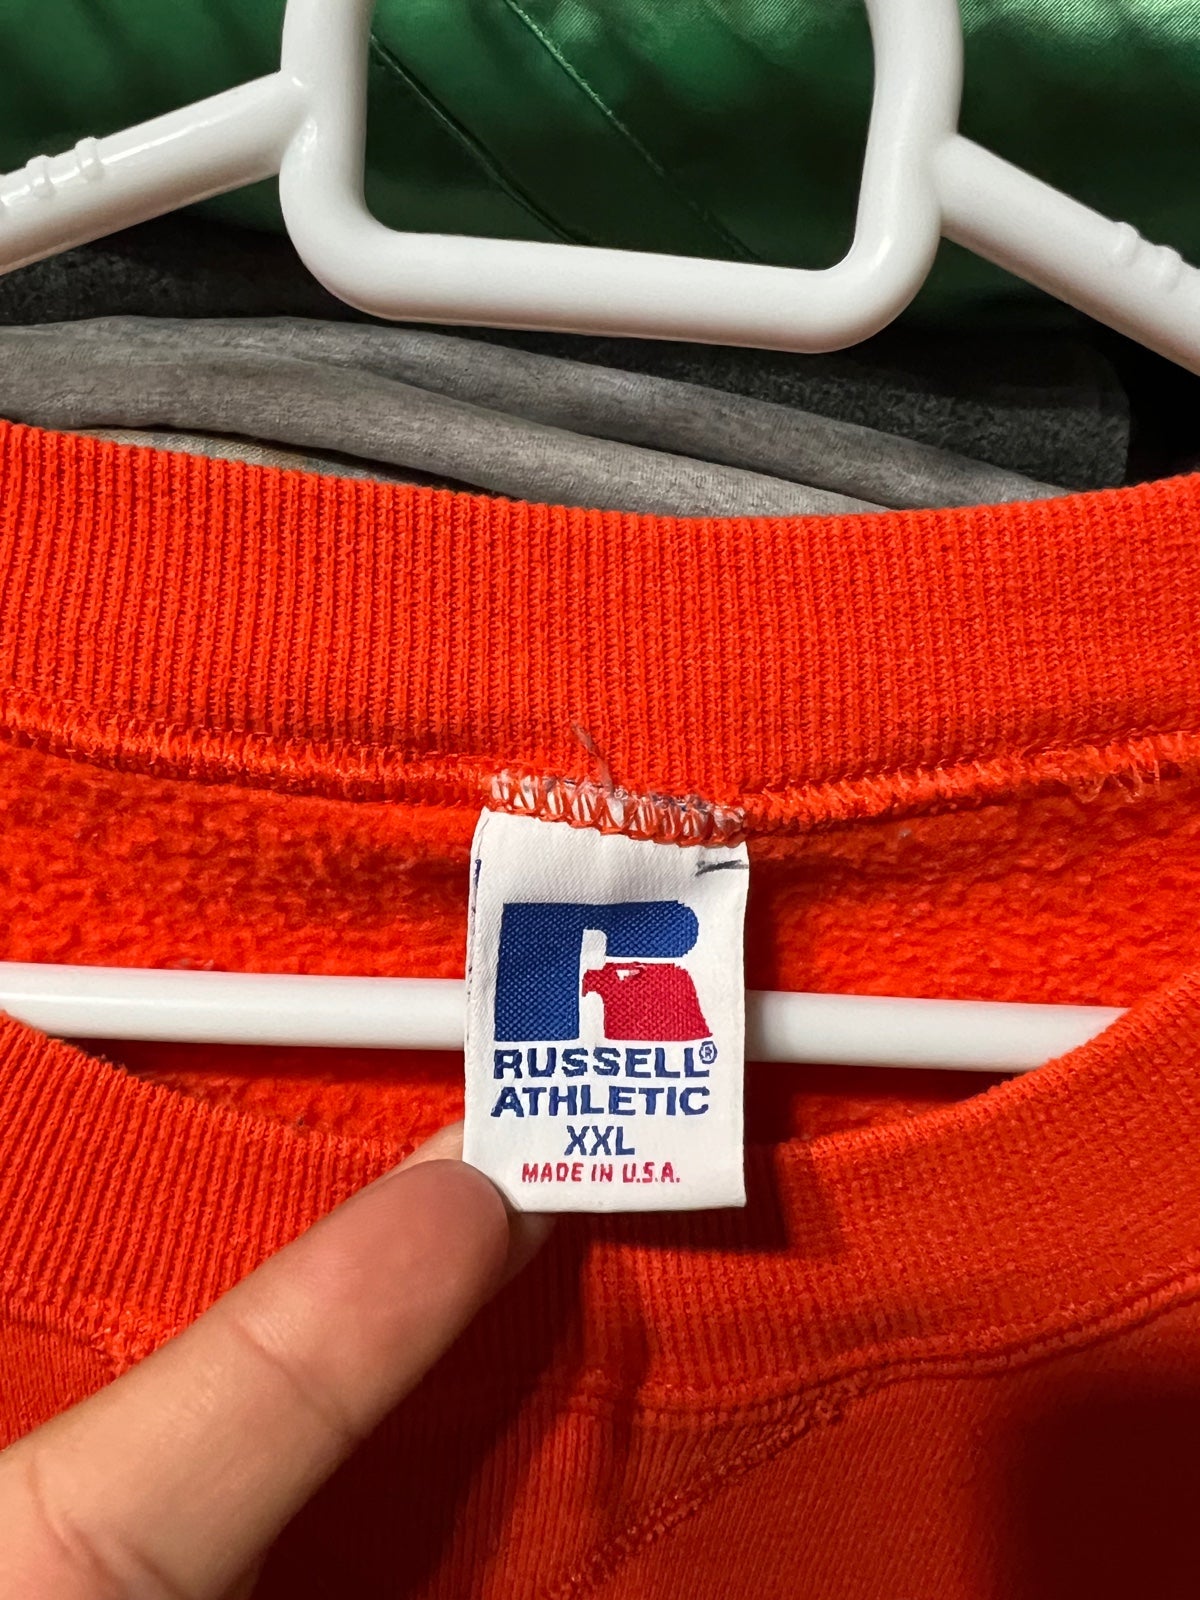 RUSSELL®
ATHLETIC
XXL
MADE IN U.S.A.